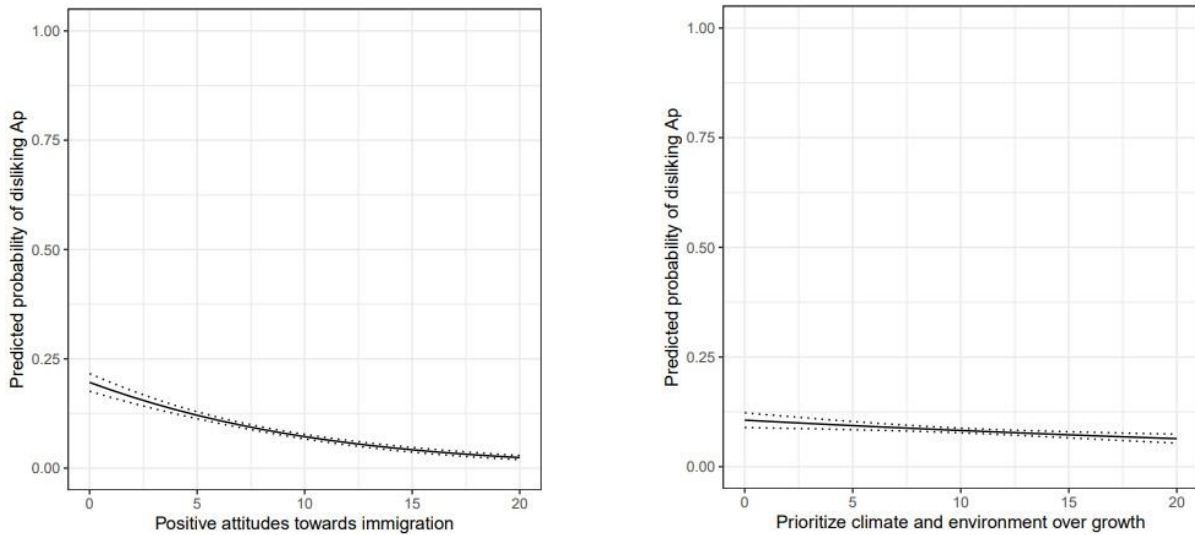 Predicted probability of disliking Ap
1.00
0.75
0.50
0.25
0.00
0 5 10 15 20
Positive attitudes towards immigration
Predicted probability of disliking Ap
1.00
0.75
0.50
0.25
0.00
0 5 10 15 20
Prioritize climate and environment over growth